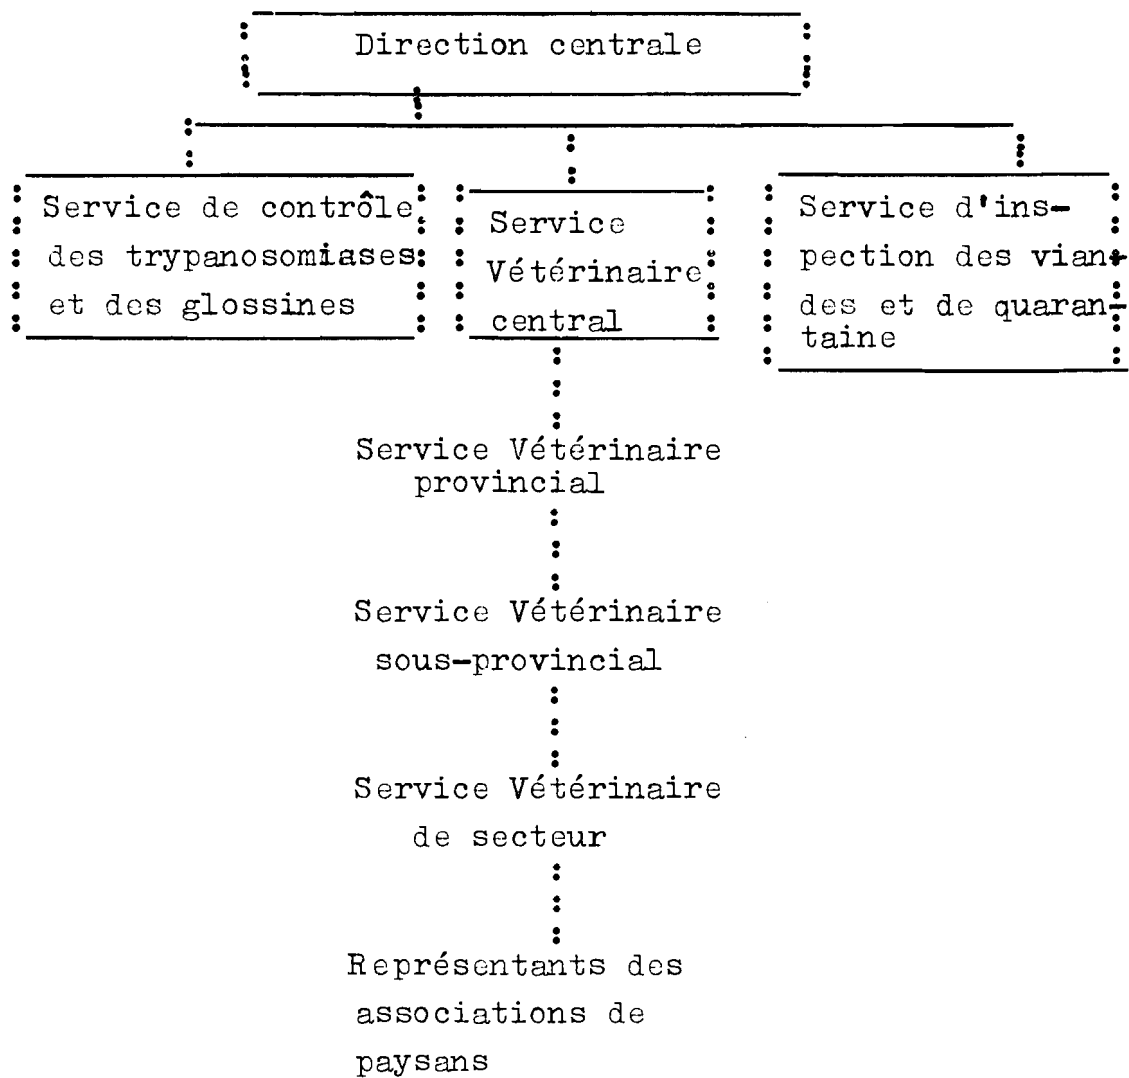 Direction centrale
Service de contrôle
des trypanosomiases
et des glossines
Service
Vétérinaire
central
Service d'ins-
pection des vian-
des et de quaran-
taine
Service Vétérinaire
provincial
Service Vétérinaire
sous-provincial
Service Vétérinaire
de secteur
Représentants des
associations de
paysans